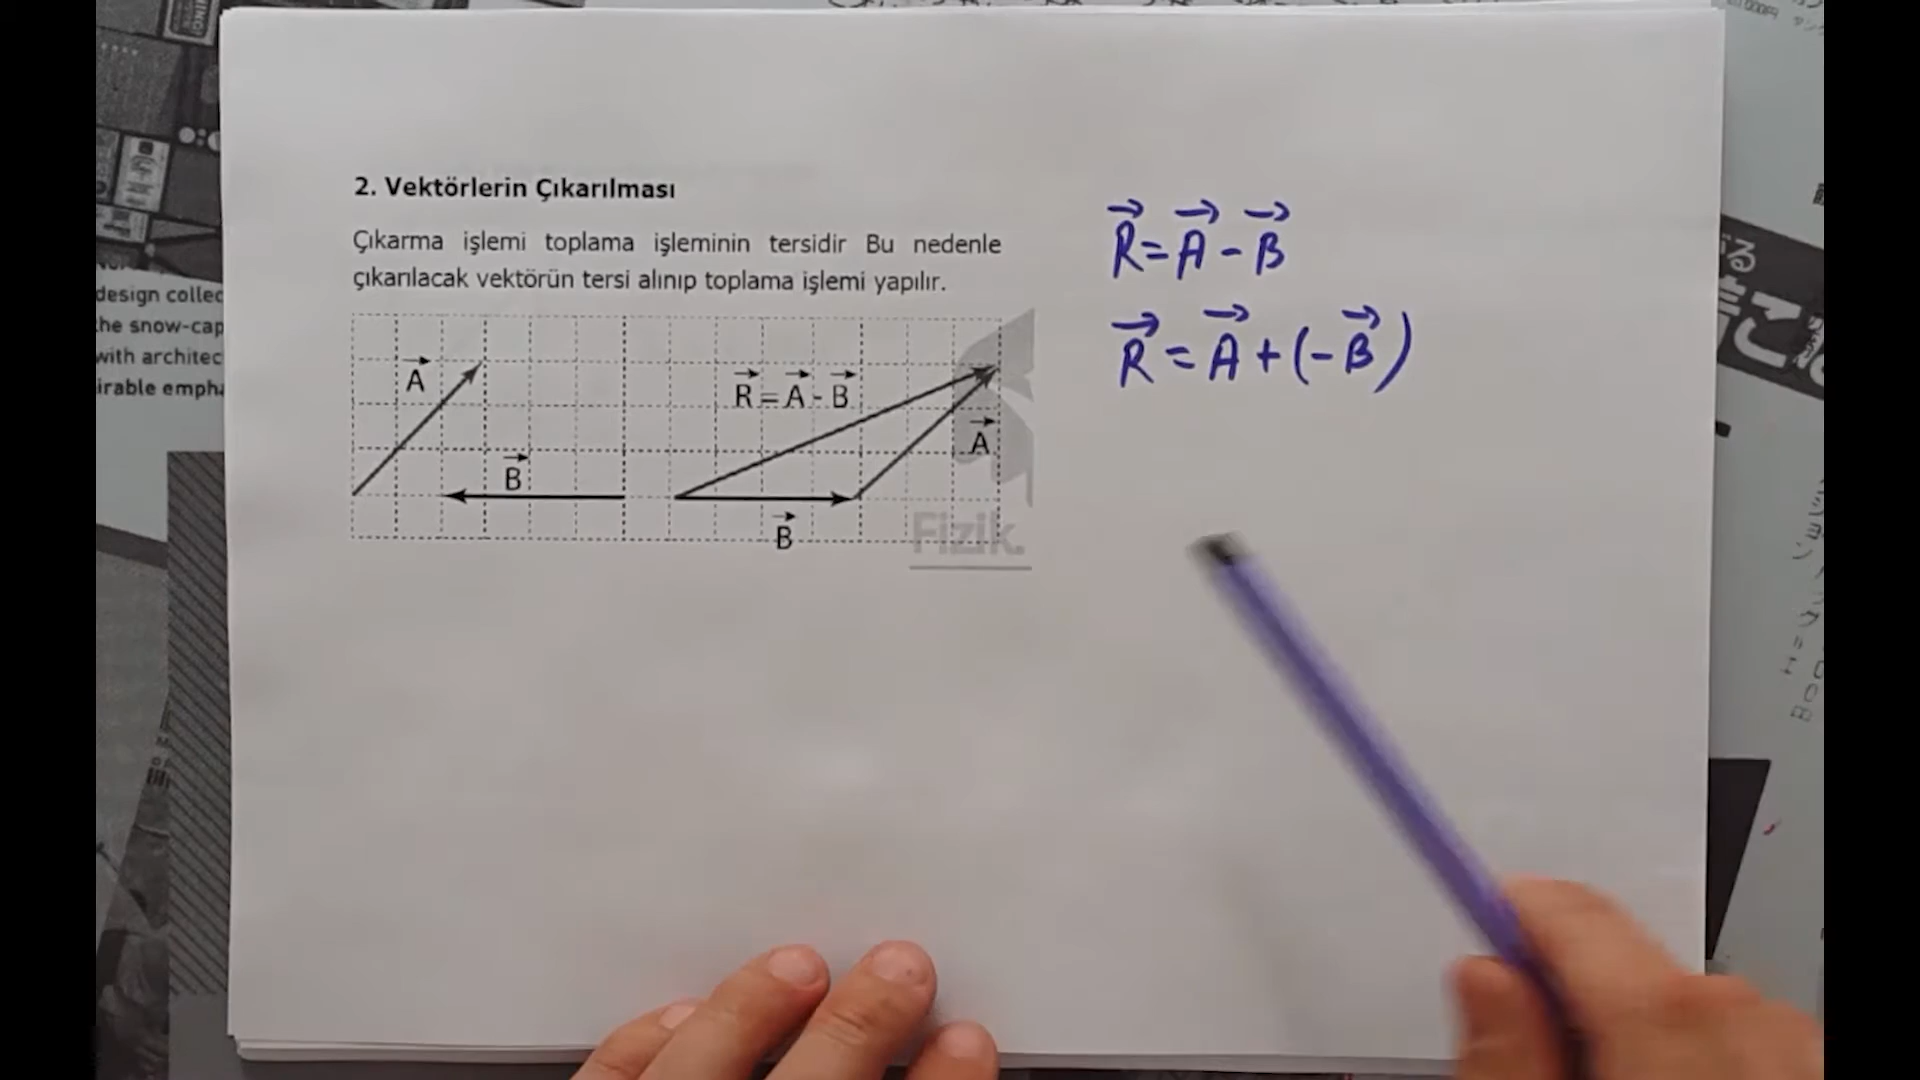 2. Vektörlerin Çıkarılması
Çıkarma işlemi toplama işleminin tersidir Bu nedenle
çıkarılacak vektörün tersi alınıp toplama işlemi yapılır.
A
B
R = A - B
A
B
Fizik.
R = A - B
R = A + (-B)
design collec
he snow-cap
with architec
irable empha